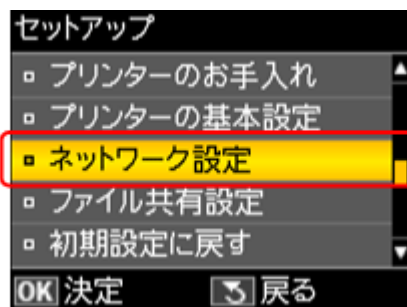 セットアップ
プリンターのお手入れ
プリンターの基本設定
ネットワーク設定
ファイル共有設定
初期設定に戻す
OK 決定 戻る